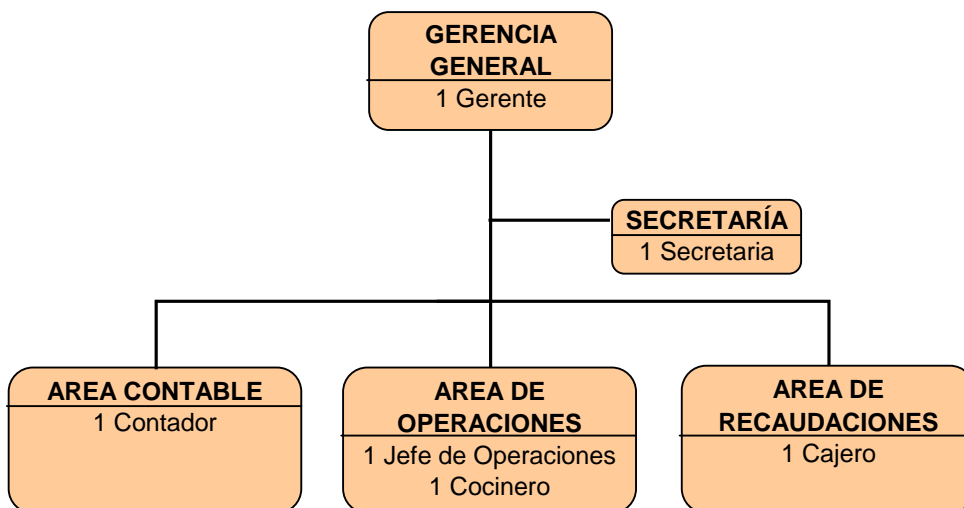 GERENCIA
GENERAL
1 Gerente
SECRETARÍA
1 Secretaria
AREA CONTABLE
1 Contador
AREA DE
OPERACIONES
1 Jefe de Operaciones
1 Cocinero
AREA DE
RECAUDACIONES
1 Cajero